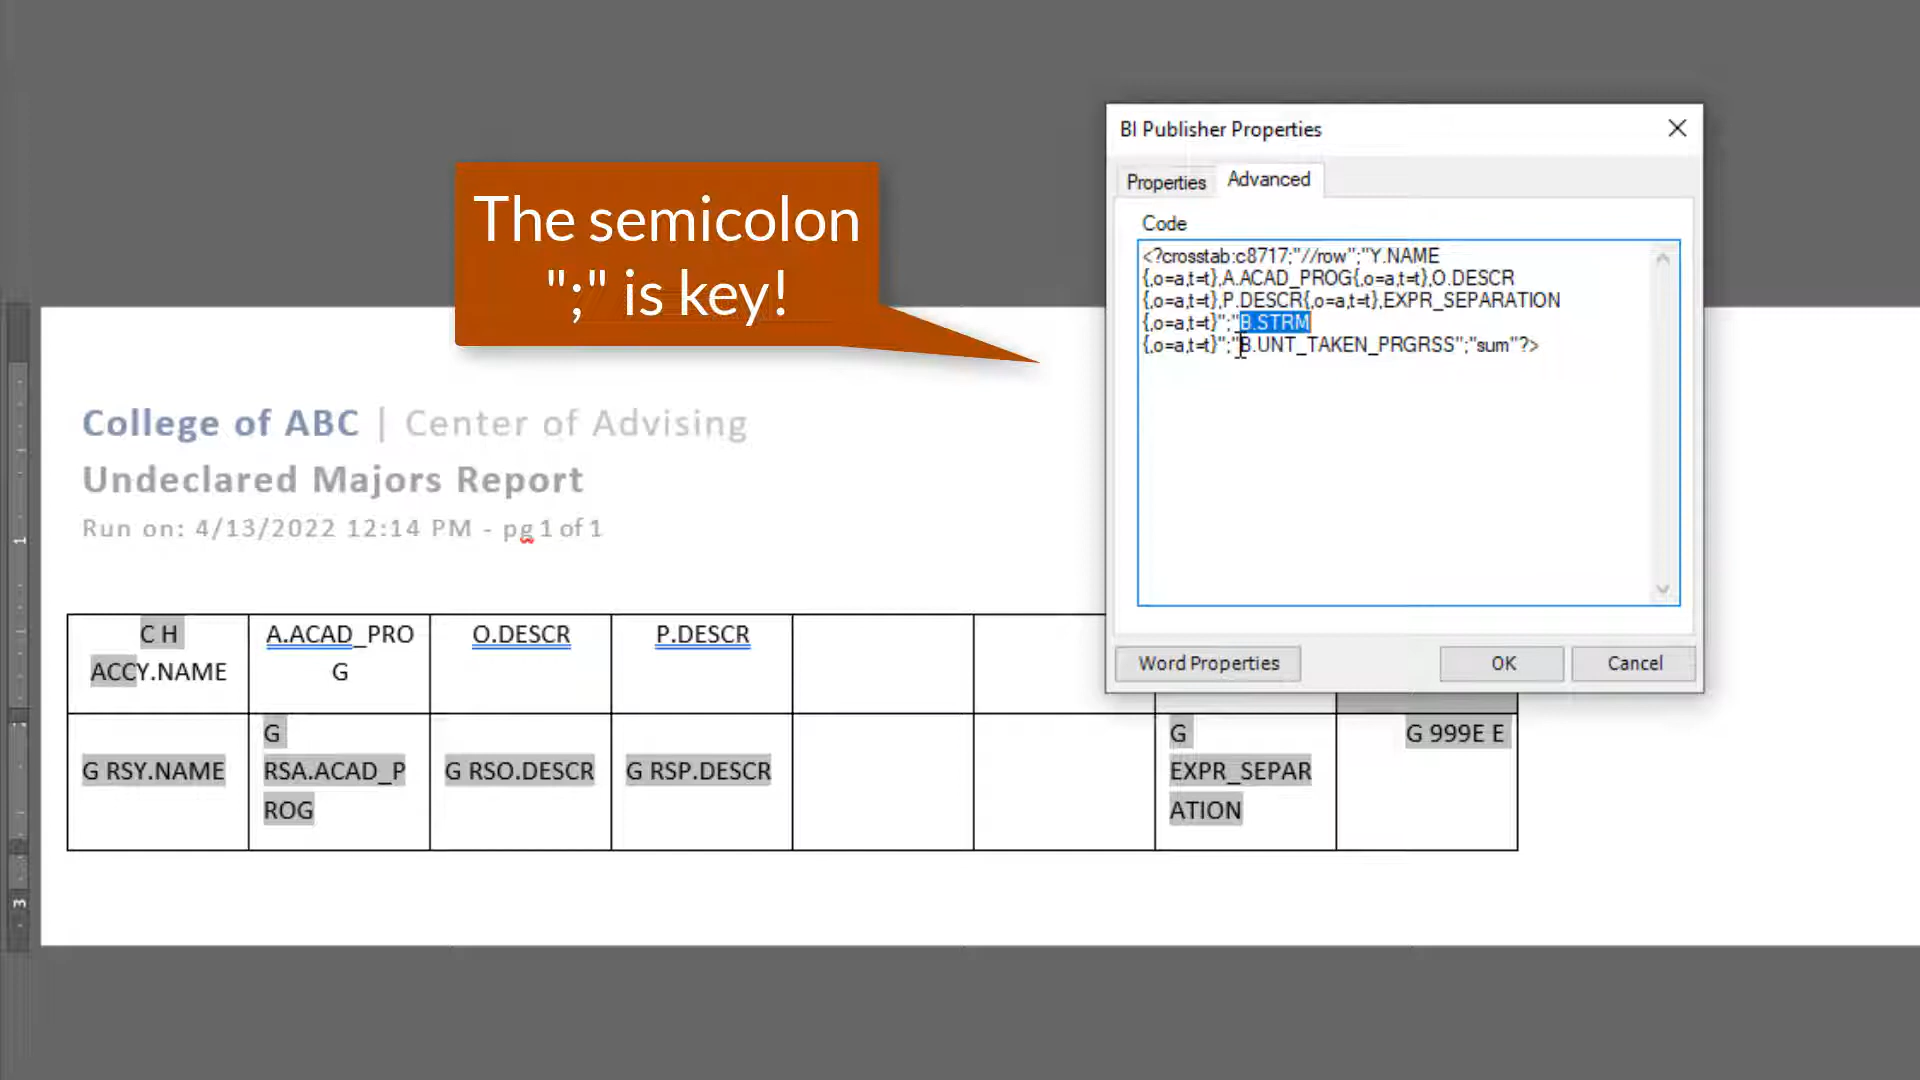 The semicolon
";" is key!
BI Publisher Properties
Properties
Advanced
Code
<?crosstab:c8717;"//row";"Y.NAME
{,o=a,t=t},A.ACAD_PROG{,o=a,t=t},O.DESCR
{,o=a,t=t},P.DESCR{,o=a,t=t},EXPR_SEPARATION
{,o=a,t=t}";"B.STRM
{,o=a,t=t}";"B.UNT_TAKEN_PRGRSS";"sum"?>
Word Properties
OK
Cancel
College of ABC | Center of Advising
Undeclared Majors Report
Run on: 4/13/2022 12:14 PM - pg 1 of 1
C H
ACCY.NAME
A.ACAD_PRO
G
O.DESCR
P.DESCR
G RSY.NAME
G
RSA.ACAD_P
ROG
G RSO.DESCR
G RSP.DESCR
G
EXPR_SEPAR
ATION
G 999E E
1
3